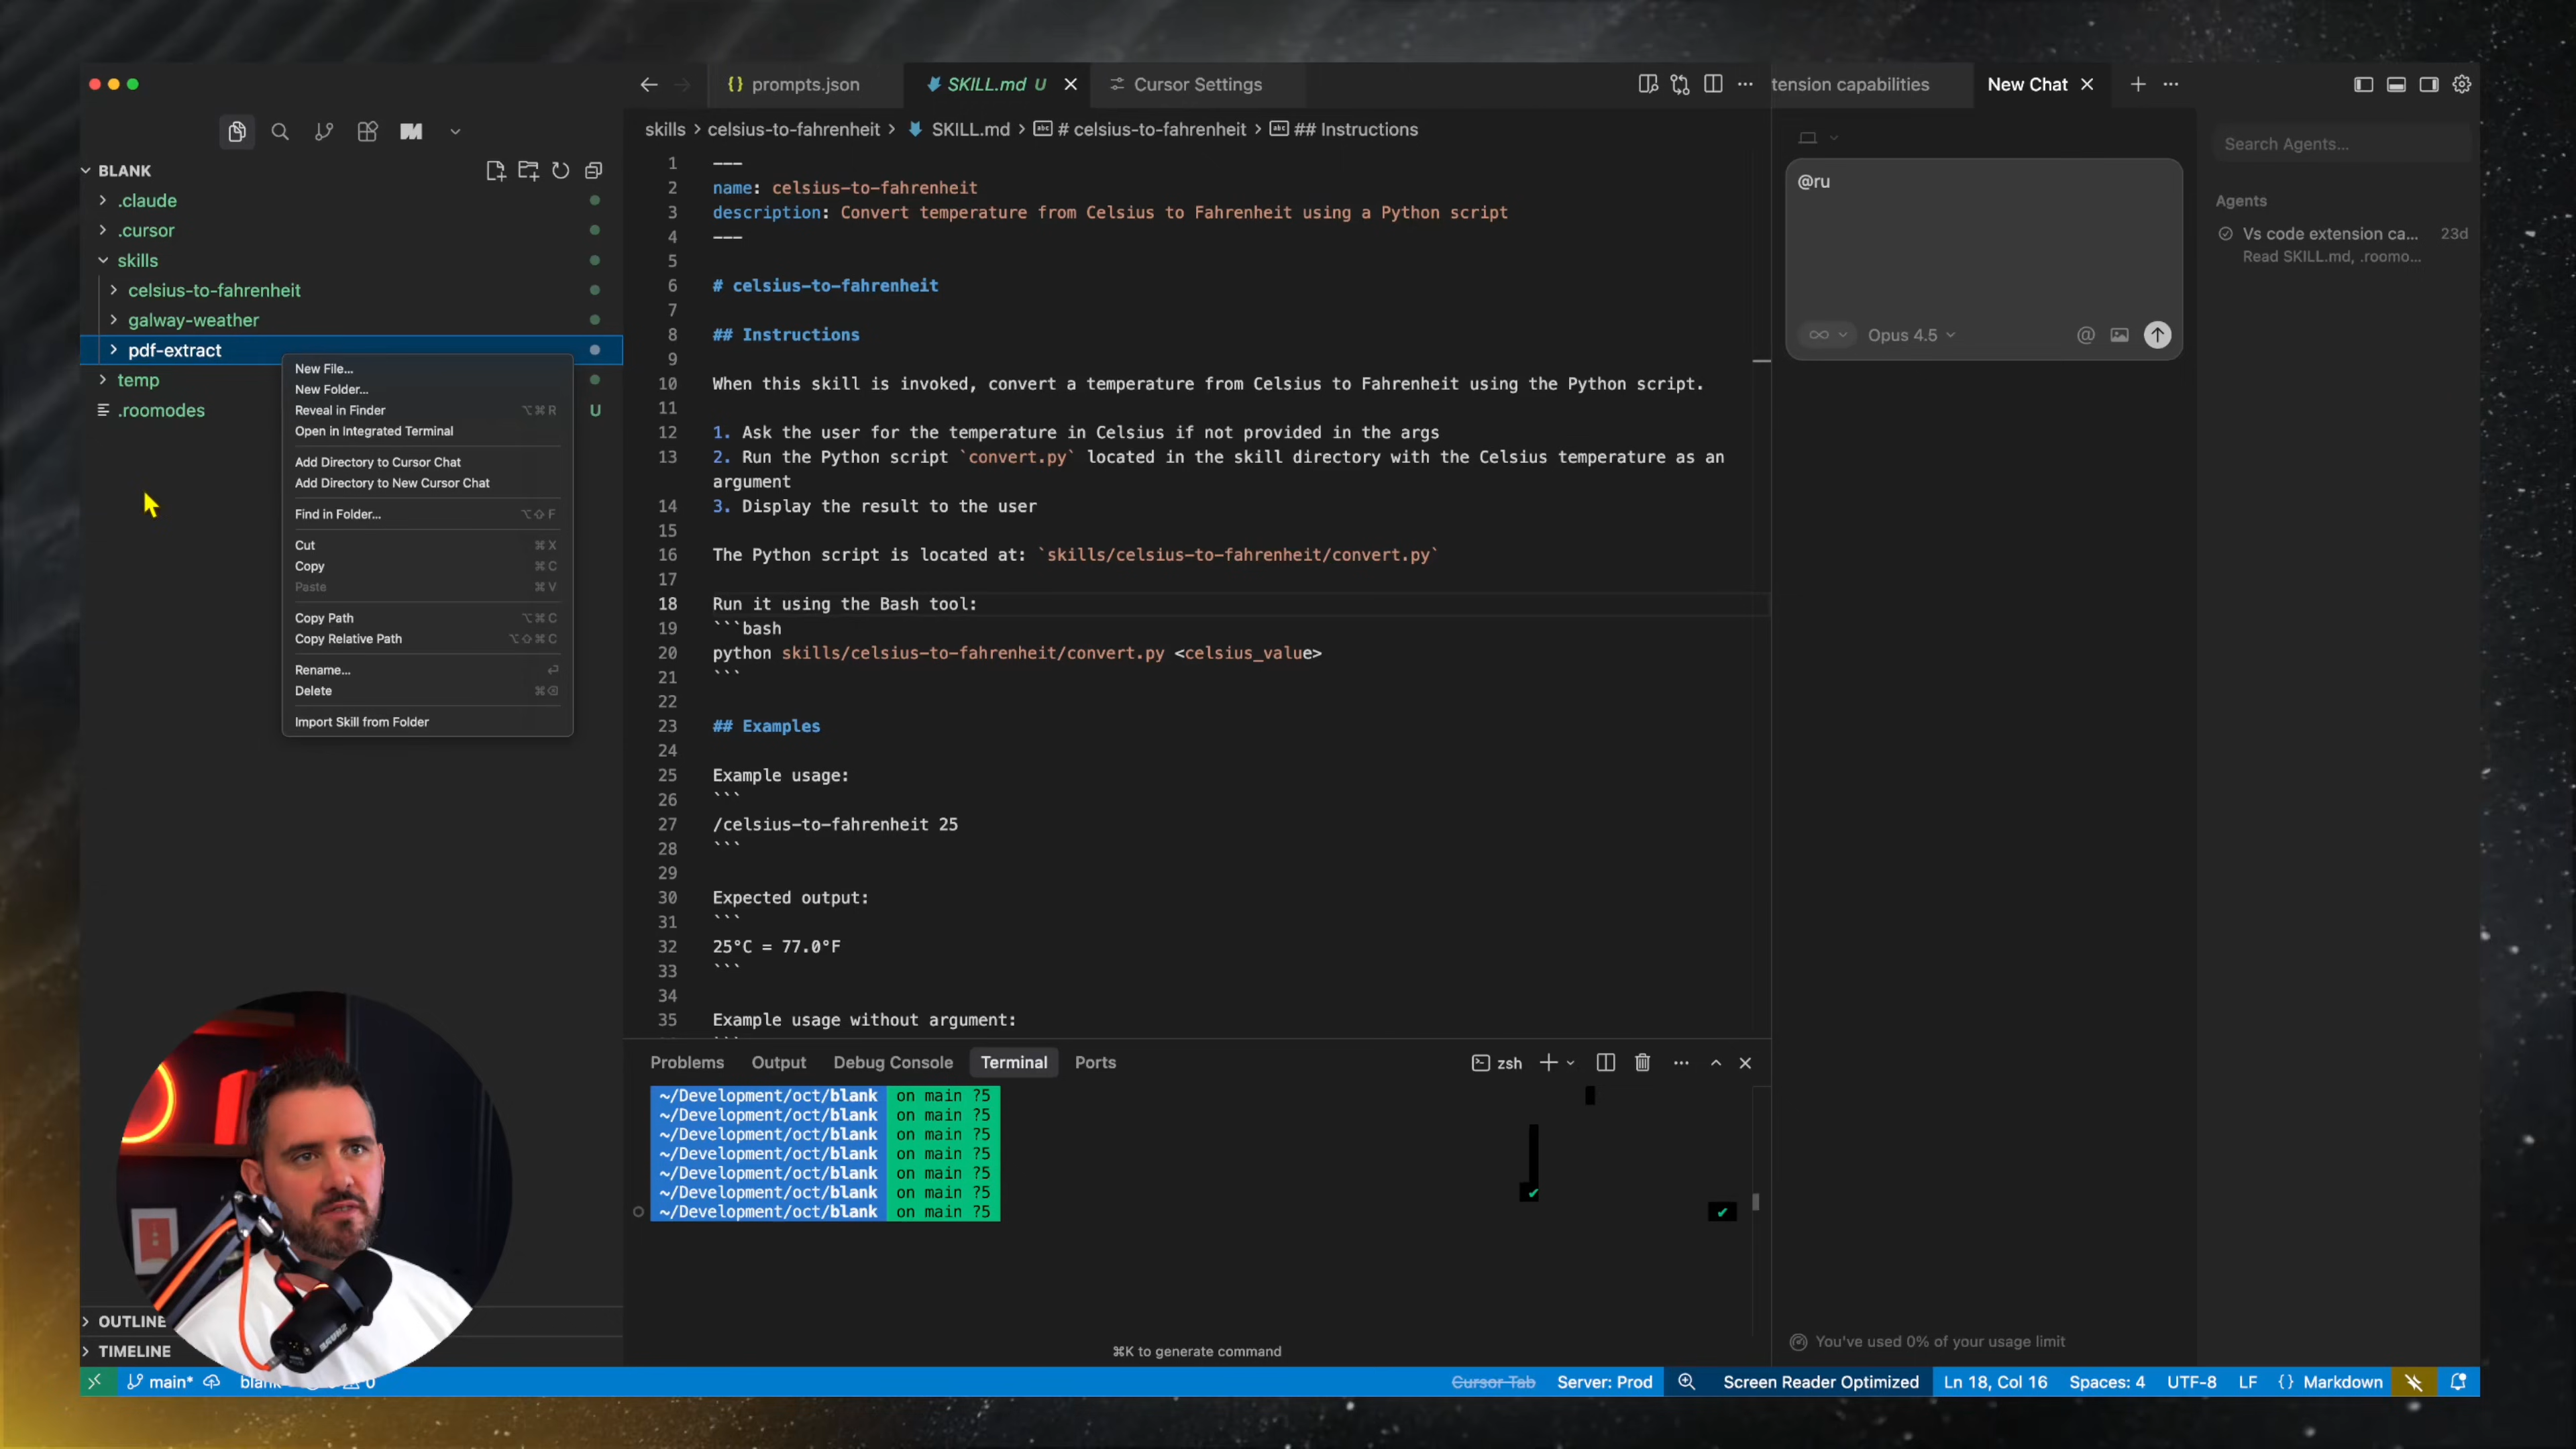 prompts.json
SKILL.md U
Cursor Settings
tension capabilities
New Chat
BLANK
.claude
.cursor
skills
celsius-to-fahrenheit
galway-weather
pdf-extract
temp
.roomodes U
New File...
New Folder...
Reveal in Finder ⌥⌘R
Open in Integrated Terminal
Add Directory to Cursor Chat
Add Directory to New Cursor Chat
Find in Folder... ⌥⇧F
Cut ⌘X
Copy ⌘C
Paste ⌘V
Copy Path ⌥⌘C
Copy Relative Path ⌥⇧⌘C
Rename...
Delete
Import Skill from Folder
OUTLINE
TIMELINE
skills > celsius-to-fahrenheit > SKILL.md > # celsius-to-fahrenheit > ## Instructions
1 ---
2 name: celsius-to-fahrenheit
3 description: Convert temperature from Celsius to Fahrenheit using a Python script
4 ---
5
6 # celsius-to-fahrenheit
7
8 ## Instructions
9
10 When this skill is invoked, convert a temperature from Celsius to Fahrenheit using the Python script.
11
12 1. Ask the user for the temperature in Celsius if not provided in the args
13 2. Run the Python script `convert.py` located in the skill directory with the Celsius temperature as an
argument
14 3. Display the result to the user
15
16 The Python script is located at: `skills/celsius-to-fahrenheit/convert.py`
17
18 Run it using the Bash tool:
19 ```bash
20 python skills/celsius-to-fahrenheit/convert.py <celsius_value>
21 ```
22
23 ## Examples
24
25 Example usage:
26 ```
27 /celsius-to-fahrenheit 25
28 ```
29
30 Expected output:
31 ```
32 25°C = 77.0°F
33 ```
34
35 Example usage without argument:
Problems Output Debug Console Terminal Ports
zsh
~/Development/oct/blank on main ?5
~/Development/oct/blank on main ?5
~/Development/oct/blank on main ?5
~/Development/oct/blank on main ?5
~/Development/oct/blank on main ?5
~/Development/oct/blank on main ?5
~/Development/oct/blank on main ?5
⌘K to generate command
@ru
Opus 4.5
You've used 0% of your usage limit
Search Agents...
Agents
Vs code extension ca... 23d
Read SKILL.md, .roomo...
main* blank 0
Cursor Tab
Server: Prod
Screen Reader Optimized
Ln 18, Col 16
Spaces: 4
UTF-8
LF
{} Markdown